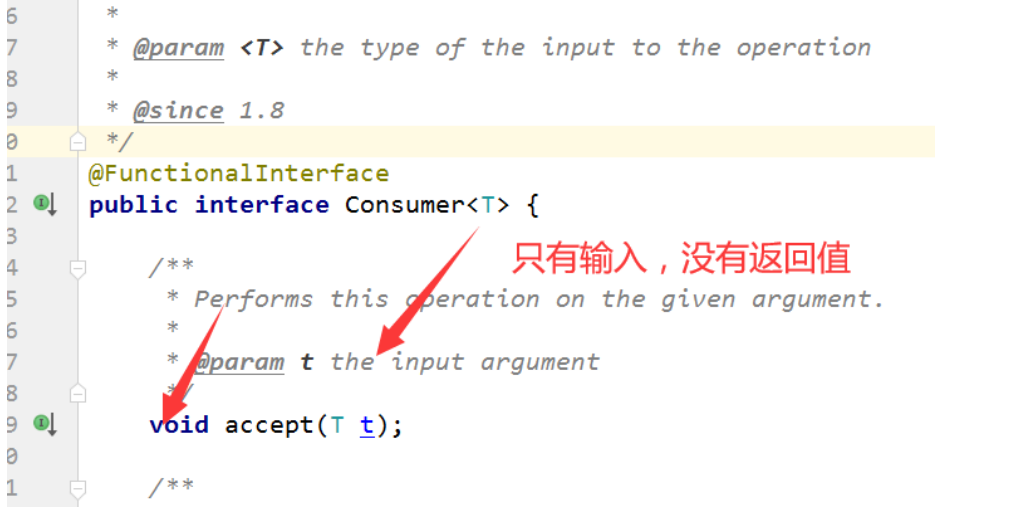 6 *
7 * @param <T> the type of the input to the operation
8 *
9 * @since 1.8
0 */
1 @FunctionalInterface
2 public interface Consumer<T> {
3
只有输入，没有返回值
4 /**
5 * Performs this operation on the given argument.
6 *
7 * @param t the input argument
8 */
9 void accept(T t);
0
1 /**